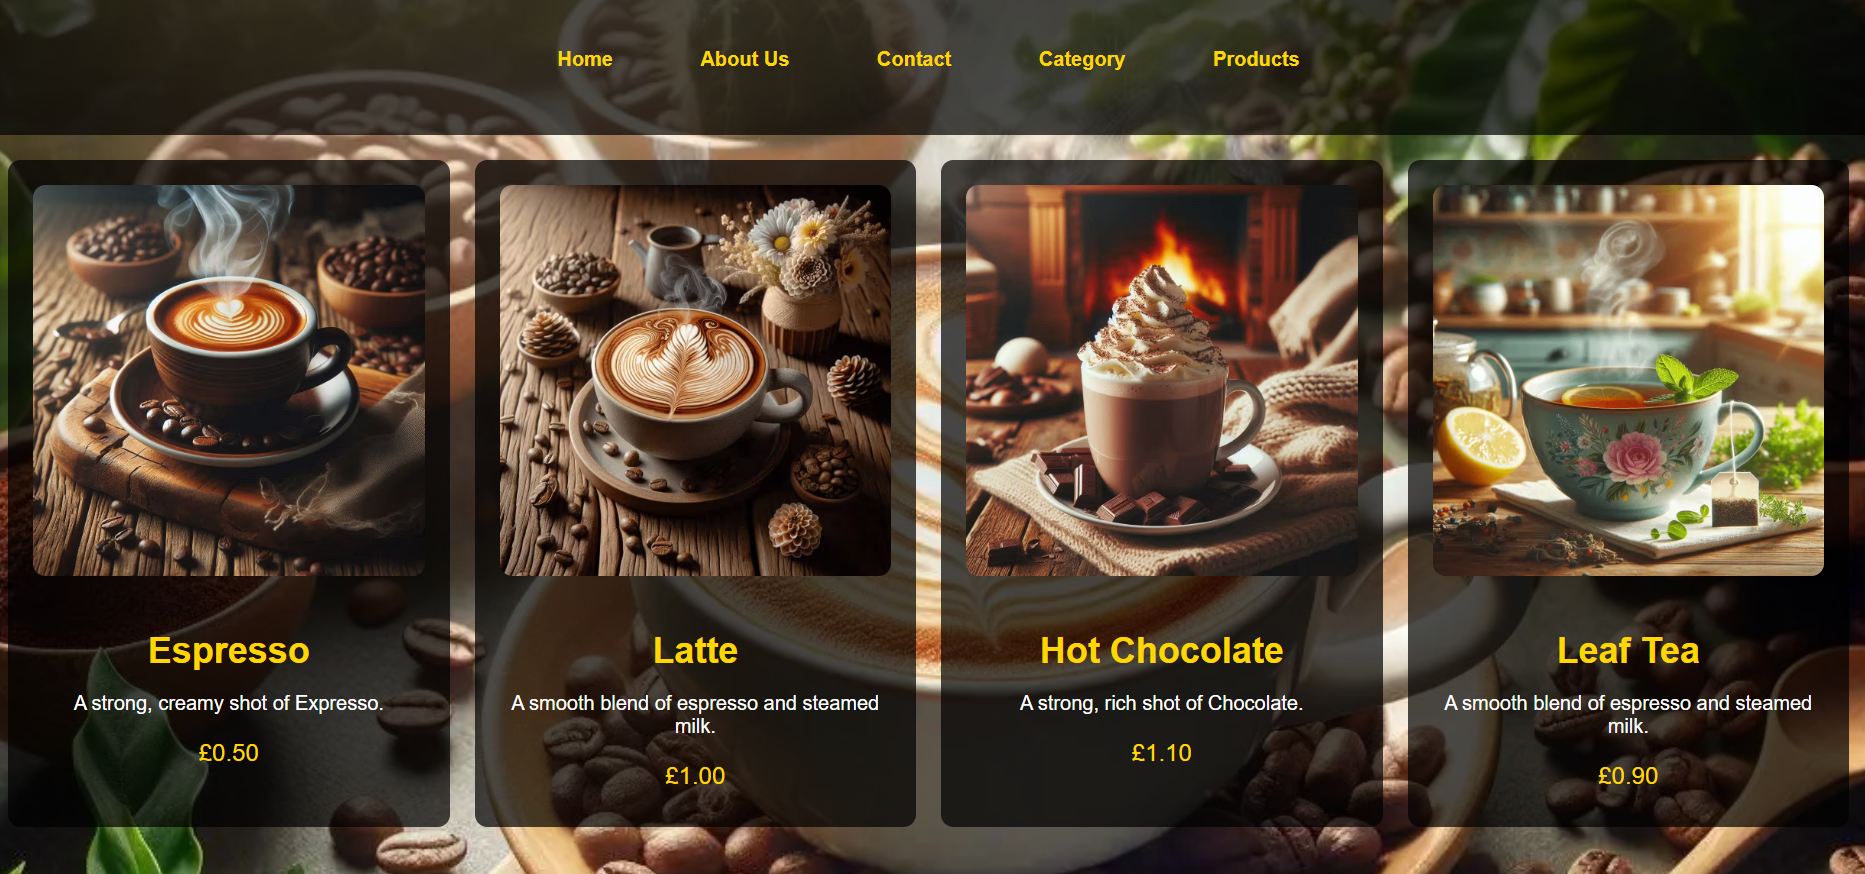 Home About Us Contact Category Products
Espresso
A strong, creamy shot of Expresso.
£0.50
Latte
A smooth blend of espresso and steamed
milk.
£1.00
Hot Chocolate
A strong, rich shot of Chocolate.
£1.10
Leaf Tea
A smooth blend of espresso and steamed
milk.
£0.90